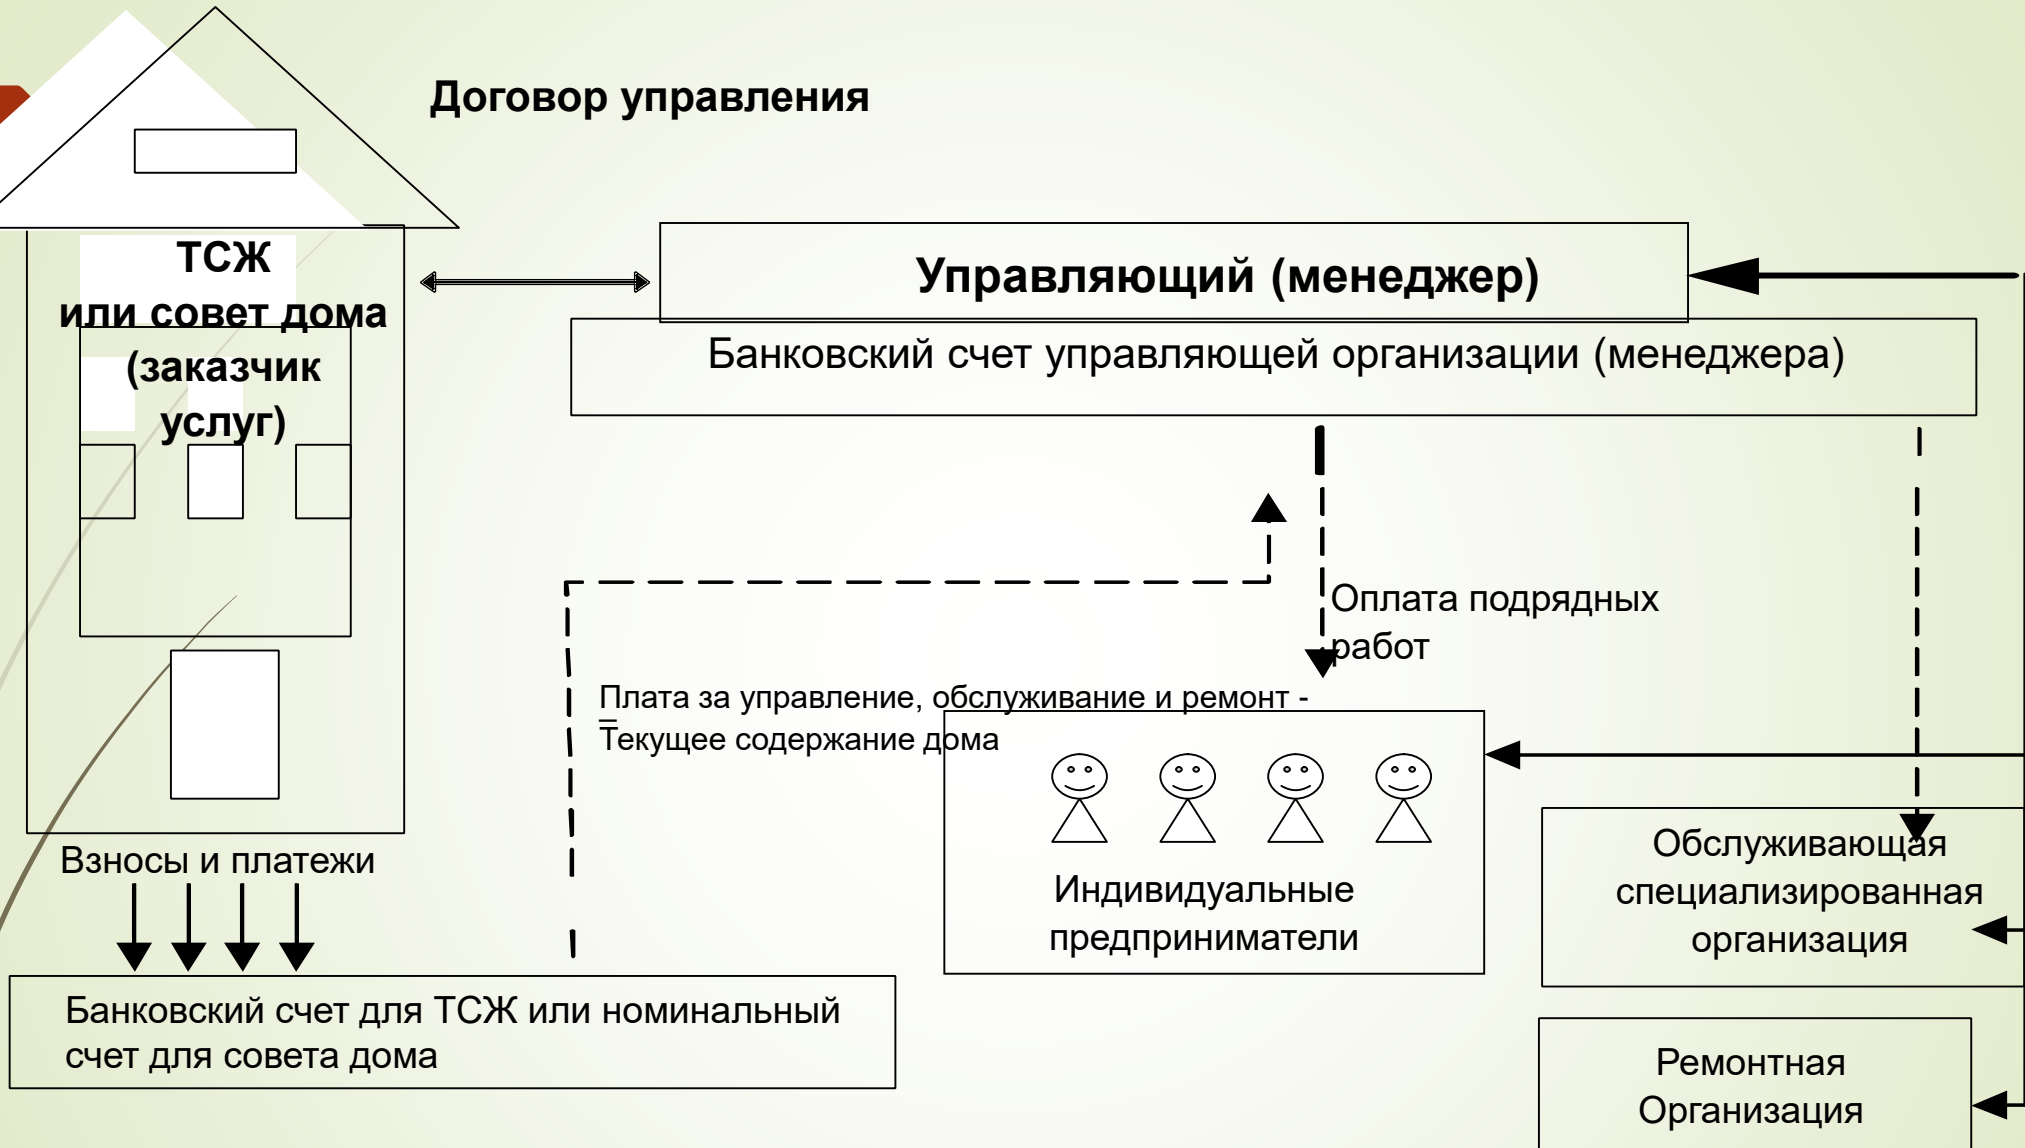 Договор управления
ТСЖ
или совет дома
(заказчик
услуг)
Управляющий (менеджер)
Банковский счет управляющей организации (менеджера)
Оплата подрядных
работ
Плата за управление, обслуживание и ремонт -
Текущее содержание дома
Индивидуальные
предприниматели
Обслуживающая
специализированная
организация
Взносы и платежи
Банковский счет для ТСЖ или номинальный
счет для совета дома
Ремонтная
Организация